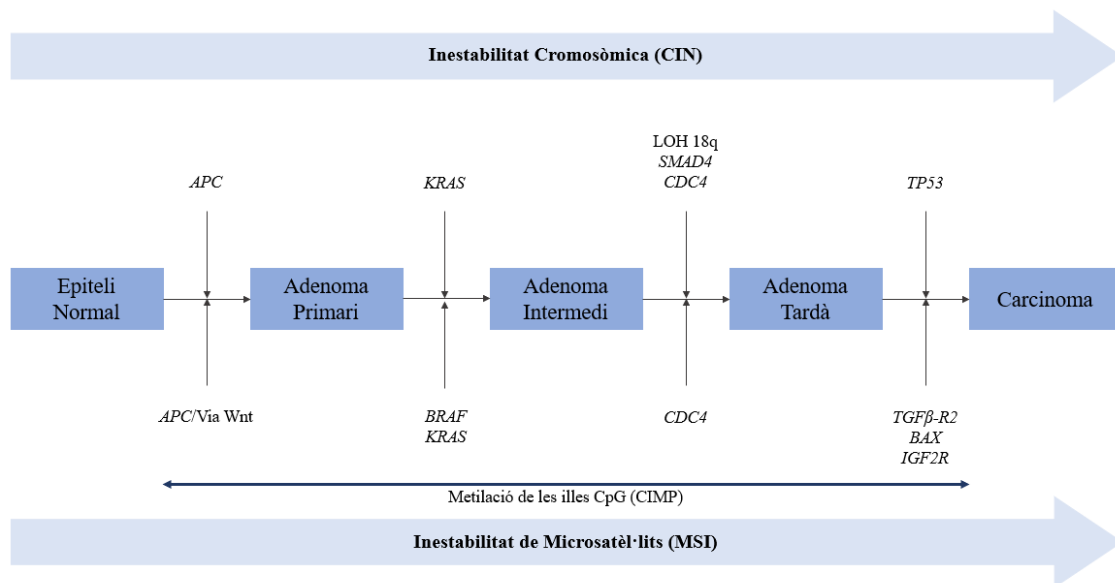 Inestabilitat Cromosòmica (CIN)
LOH 18q
SMAD4
APC
KRAS
CDC4
TP53
Epiteli
Normal
Adenoma
Primari
Adenoma
Intermedi
Adenoma
Tardà
Carcinoma
APC/Via Wnt
BRAF
KRAS
CDC4
TGFβ-R2
BAX
IGF2R
Metilació de les illes CpG (CIMP)
Inestabilitat de Microsatèl·lits (MSI)